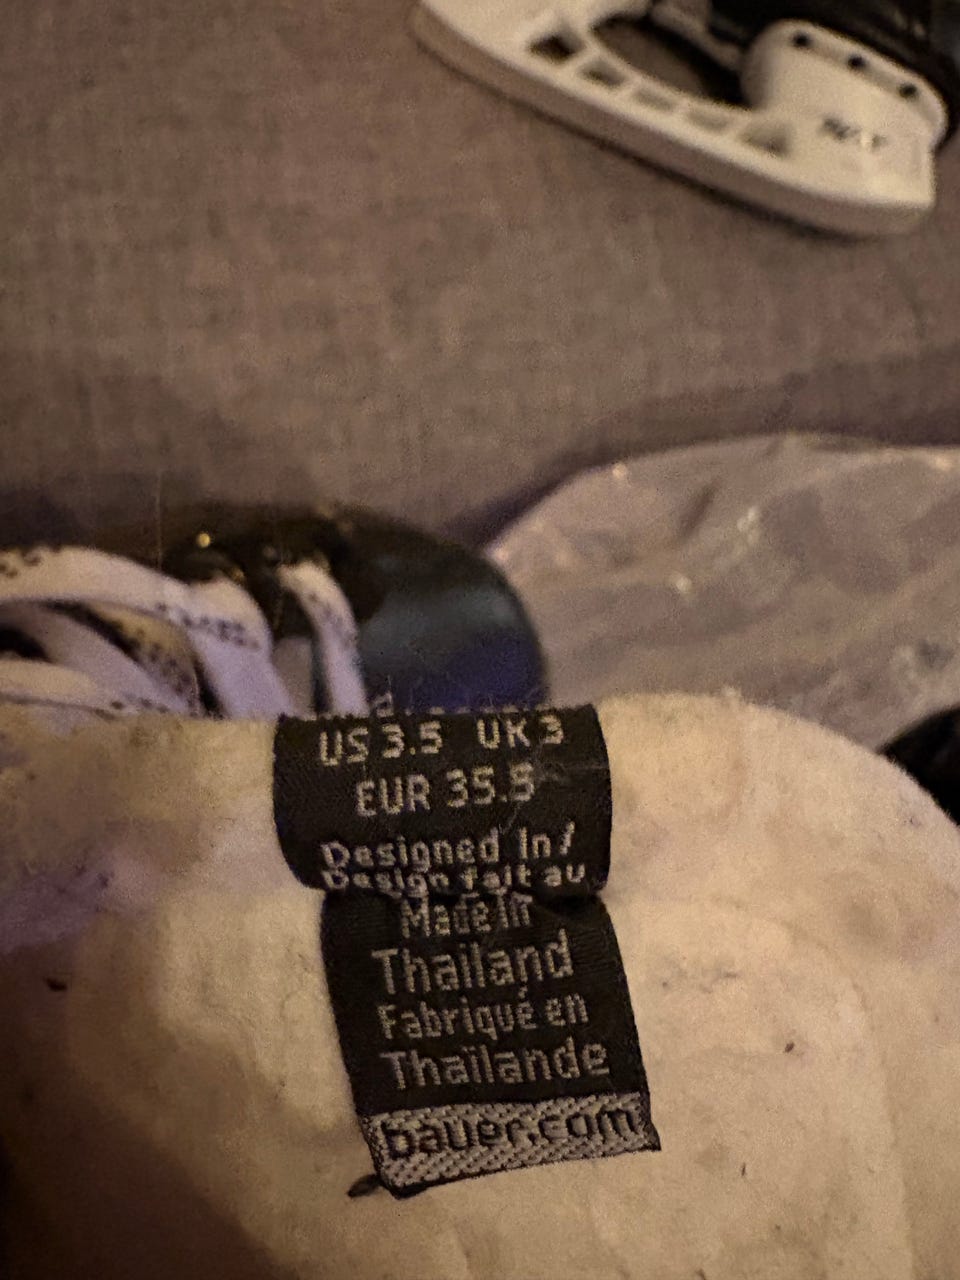 US 3.5 UK 3
EUR 35.5
Designed In/
Design fait au
Made in
Thailand
Fabriqué en
Thaïlande
bauer.com